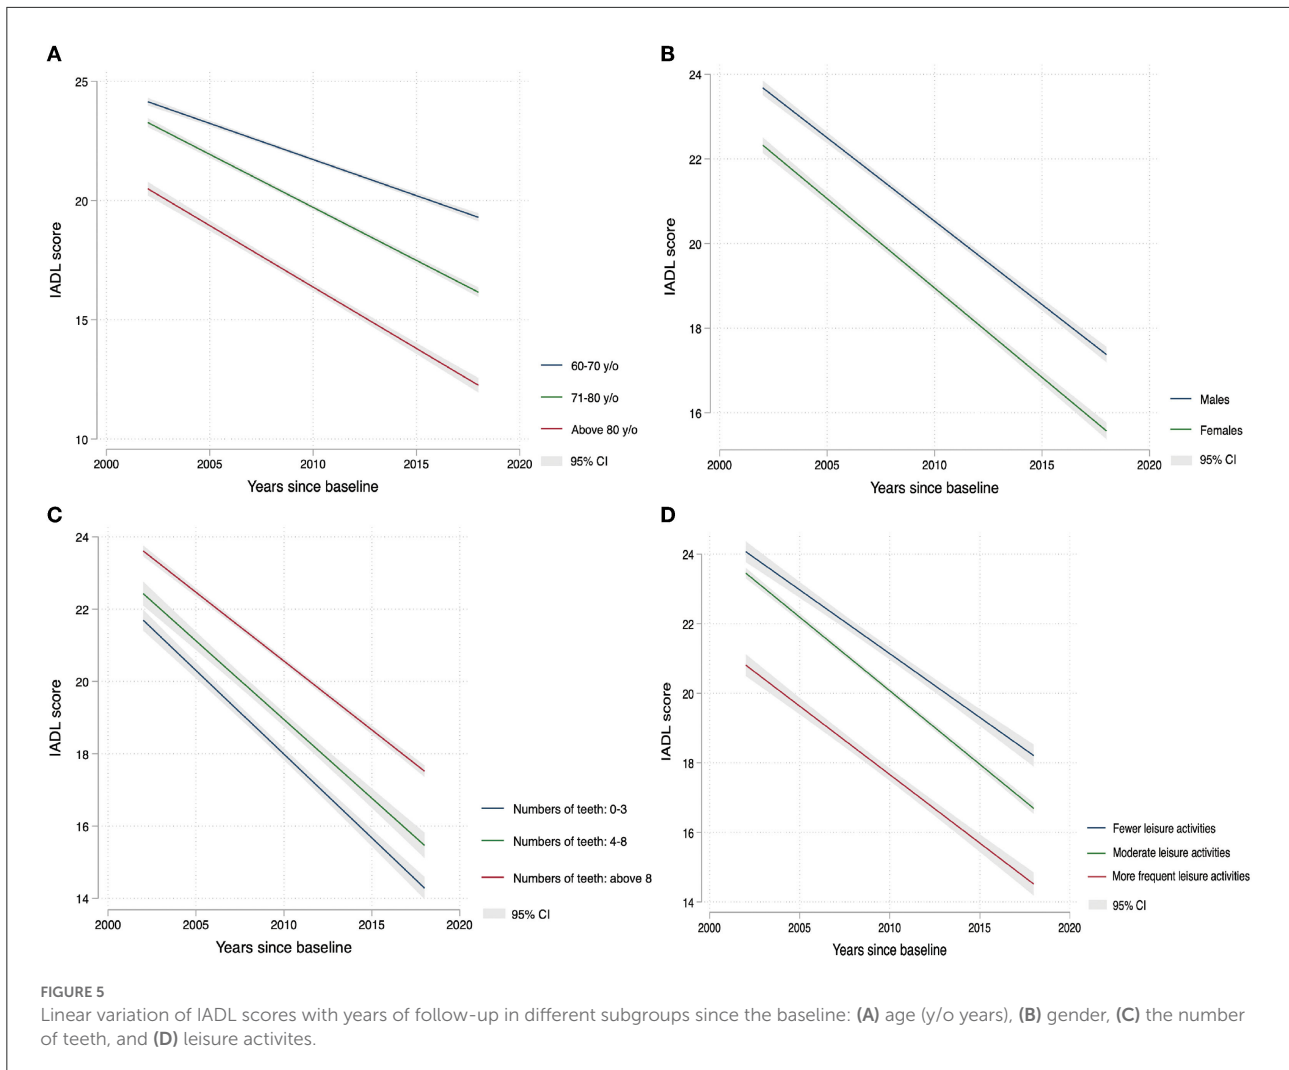 A
25
20
15
10
IADL score
2000
2005
2010
2015
2020
Years since baseline
60-70 y/o
71-80 y/o
Above 80 y/o
95% CI
B
24
22
20
18
16
IADL score
2000
2005
2010
2015
2020
Years since baseline
Males
Females
95% CI
C
24
22
20
18
16
14
IADL score
2000
2005
2010
2015
2020
Years since baseline
Numbers of teeth: 0-3
Numbers of teeth: 4-8
Numbers of teeth: above 8
95% CI
D
24
22
20
18
16
14
IADL score
2000
2005
2010
2015
2020
Years since baseline
Fewer leisure activities
Moderate leisure activities
More frequent leisure activities
95% CI
FIGURE 5
Linear variation of IADL scores with years of follow-up in different subgroups since the baseline: (A) age (y/o years), (B) gender, (C) the number
of teeth, and (D) leisure activites.